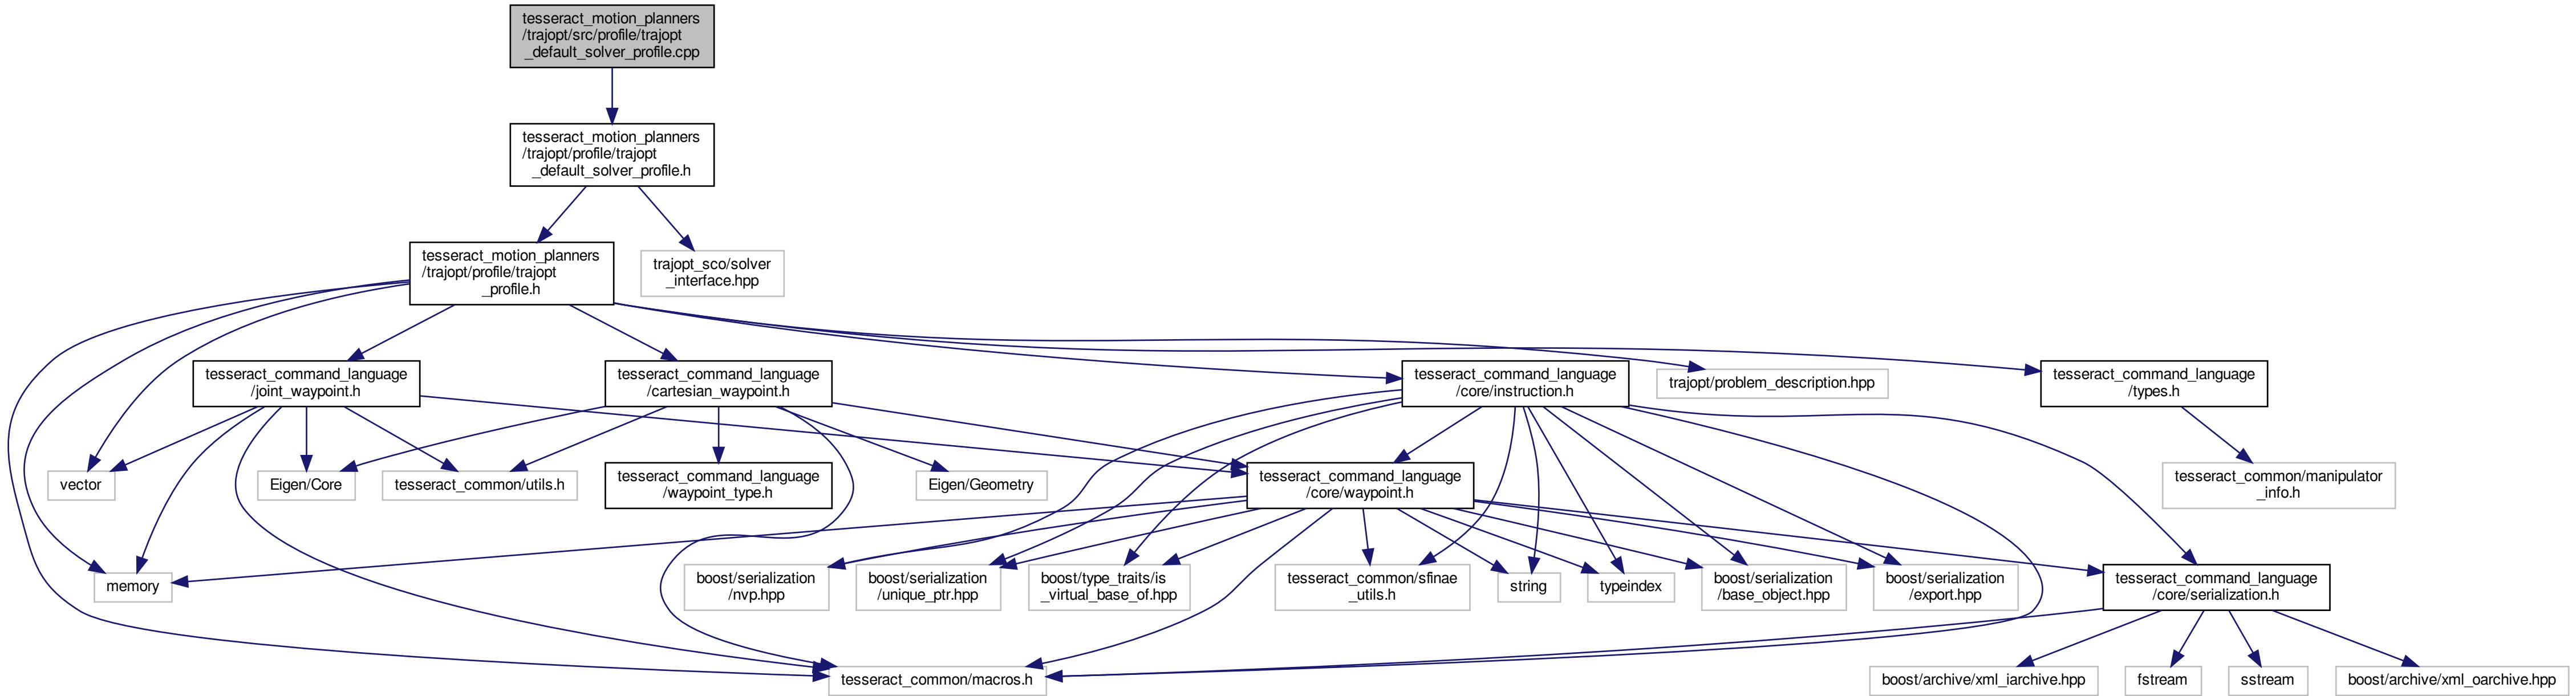 tesseract_motion_planners
/trajopt/src/profile/trajopt
_default_solver_profile.cpp
tesseract_motion_planners
/trajopt/profile/trajopt
_default_solver_profile.h
tesseract_motion_planners
/trajopt/profile/trajopt
_profile.h
trajopt_sco/solver
_interface.hpp
tesseract_command_language
/joint_waypoint.h
tesseract_command_language
/cartesian_waypoint.h
tesseract_command_language
/core/instruction.h
trajopt/problem_description.hpp
tesseract_command_language
/types.h
vector
Eigen/Core
tesseract_common/utils.h
tesseract_command_language
/waypoint_type.h
Eigen/Geometry
tesseract_command_language
/core/waypoint.h
tesseract_common/manipulator
_info.h
memory
boost/serialization
/nvp.hpp
boost/serialization
/unique_ptr.hpp
boost/type_traits/is
_virtual_base_of.hpp
tesseract_common/sfinae
_utils.h
string
typeindex
boost/serialization
/base_object.hpp
boost/serialization
/export.hpp
tesseract_command_language
/core/serialization.h
tesseract_common/macros.h
boost/archive/xml_iarchive.hpp
fstream
sstream
boost/archive/xml_oarchive.hpp